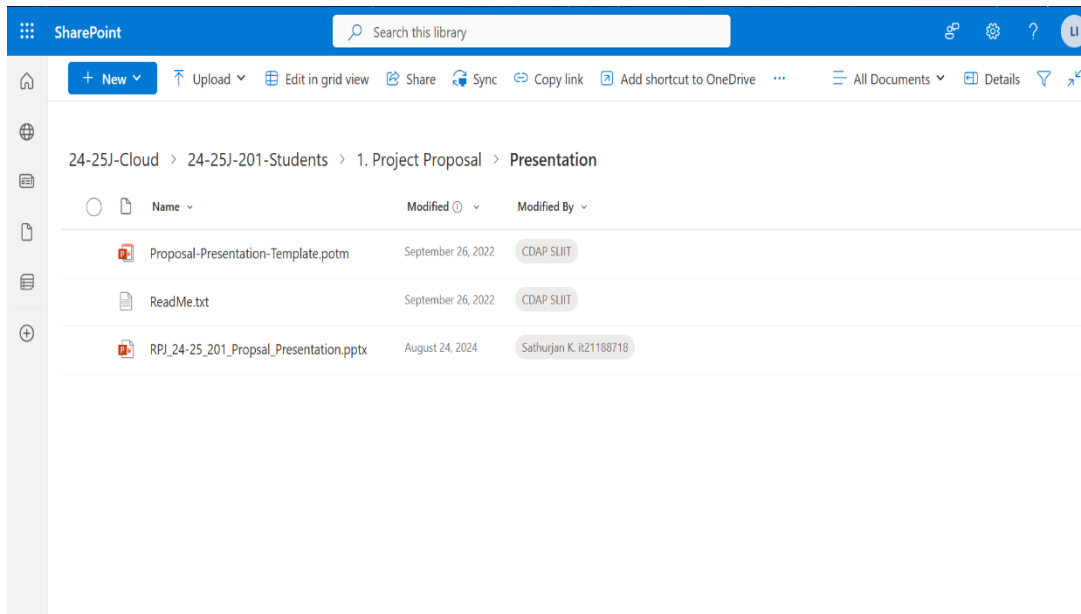 SharePoint Search this library ? LI
+ New Upload Edit in grid view Share Sync Copy link Add shortcut to OneDrive ... All Documents Details
24-25J-Cloud > 24-25J-201-Students > 1. Project Proposal > Presentation
Name Modified Modified By
Proposal-Presentation-Template.potm September 26, 2022 CDAP SLIIT
ReadMe.txt September 26, 2022 CDAP SLIIT
RPJ_24-25_201_Propsal_Presentation.pptx August 24, 2024 Sathurjan K. it21188718